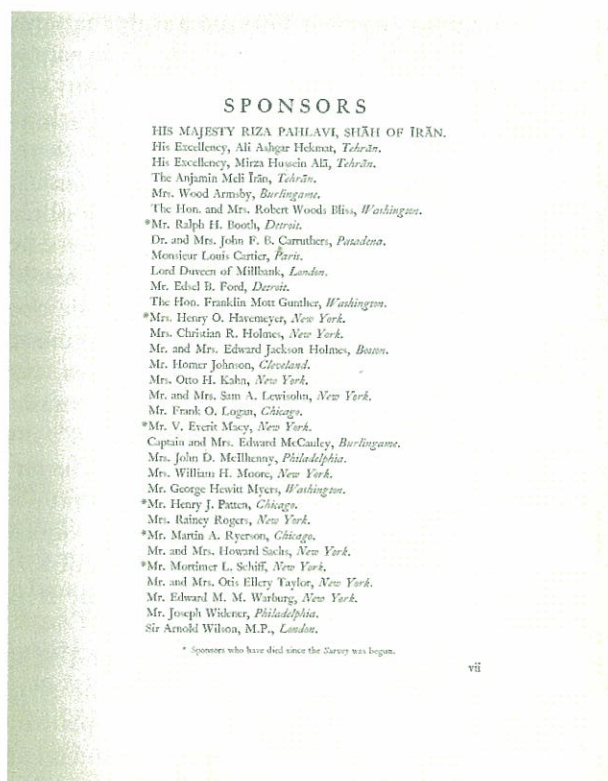 SPONSORS
HIS MAJESTY RIZA PAHLAVI, SHĀH OF ĪRĀN.
His Excellency, Ali Ashgar Hekmat, Tehrān.
His Excellency, Mirza Hussein Alā, Tehrān.
The Anjamin Meli Īrān, Tehrān.
Mrs. Wood Armsby, Burlingame.
The Hon. and Mrs. Robert Woods Bliss, Washington.
*Mr. Ralph H. Booth, Detroit.
Dr. and Mrs. John F. B. Carruthers, Pasadena.
Monsieur Louis Cartier, Paris.
Lord Duveen of Millbank, London.
Mr. Edsel B. Ford, Detroit.
The Hon. Franklin Mott Gunther, Washington.
*Mrs. Henry O. Havemeyer, New York.
Mrs. Christian R. Holmes, New York.
Mr. and Mrs. Edward Jackson Holmes, Boston.
Mr. Homer Johnson, Cleveland.
Mrs. Otto H. Kahn, New York.
Mr. and Mrs. Sam A. Lewisohn, New York.
Mr. Frank O. Logan, Chicago.
*Mr. V. Everit Macy, New York.
Captain and Mrs. Edward McCauley, Burlingame.
Mrs. John D. McIlhenny, Philadelphia.
Mrs. William H. Moore, New York.
Mr. George Hewitt Myers, Washington.
*Mr. Henry J. Patten, Chicago.
Mrs. Rainey Rogers, New York.
*Mr. Martin A. Ryerson, Chicago.
Mr. and Mrs. Howard Sachs, New York.
*Mr. Mortimer L. Schiff, New York.
Mr. and Mrs. Otis Ellery Taylor, New York.
Mr. Edward M. M. Warburg, New York.
Mr. Joseph Widener, Philadelphia.
Sir Arnold Wilson, M.P., London.
* Sponsors who have died since the Survey was begun.
vii